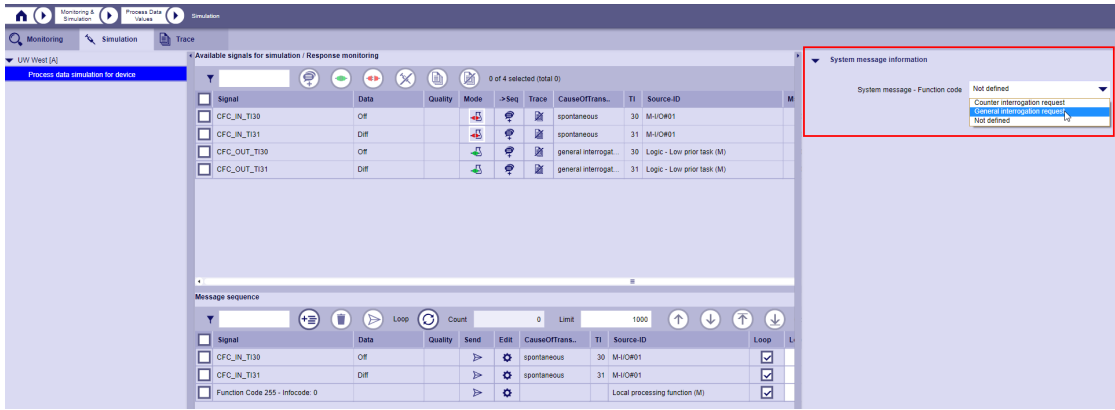 Monitoring & Simulation
Process Data Values
Simulation
Monitoring
Simulation
Trace
UW West [A]
Process data simulation for device
Available signals for simulation / Response monitoring
0 of 4 selected (total 0)
Signal Data Quality Mode ->Seq Trace CauseOfTrans.. TI Source-ID M
CFC_IN_TI30 Off spontaneous 30 M-I/O#01
CFC_IN_TI31 Diff spontaneous 31 M-I/O#01
CFC_OUT_TI30 Off general interrogat... 30 Logic - Low prior task (M)
CFC_OUT_TI31 Diff general interrogat... 31 Logic - Low prior task (M)
Message sequence
Loop Count 0 Limit 1000
Signal Data Quality Send Edit CauseOfTrans.. TI Source-ID Loop
CFC_IN_TI30 Off spontaneous 30 M-I/O#01
CFC_IN_TI31 Diff spontaneous 31 M-I/O#01
Function Code 255 - Infocode: 0 Local processing function (M)
System message information
System message - Function code Not defined
Counter interrogation request
General interrogation request
Not defined